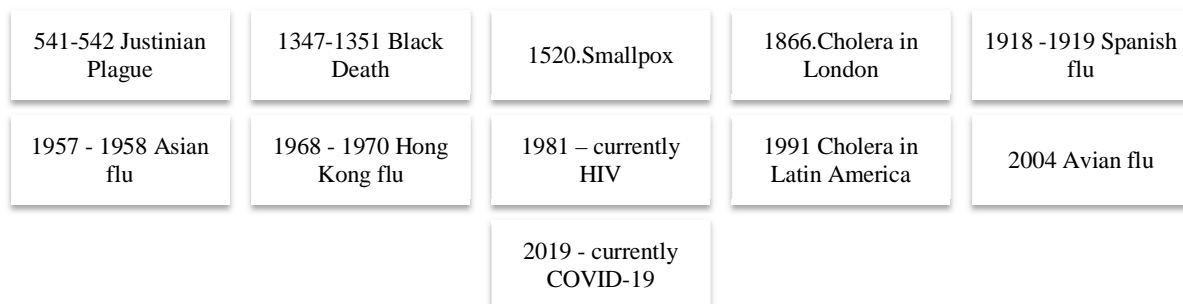 541-542 Justinian
Plague
1347-1351 Black
Death
1520.Smallpox
1866.Cholera in
London
1918 -1919 Spanish
flu
1957 - 1958 Asian
flu
1968 - 1970 Hong
Kong flu
1981 – currently
HIV
1991 Cholera in
Latin America
2004 Avian flu
2019 - currently
COVID-19